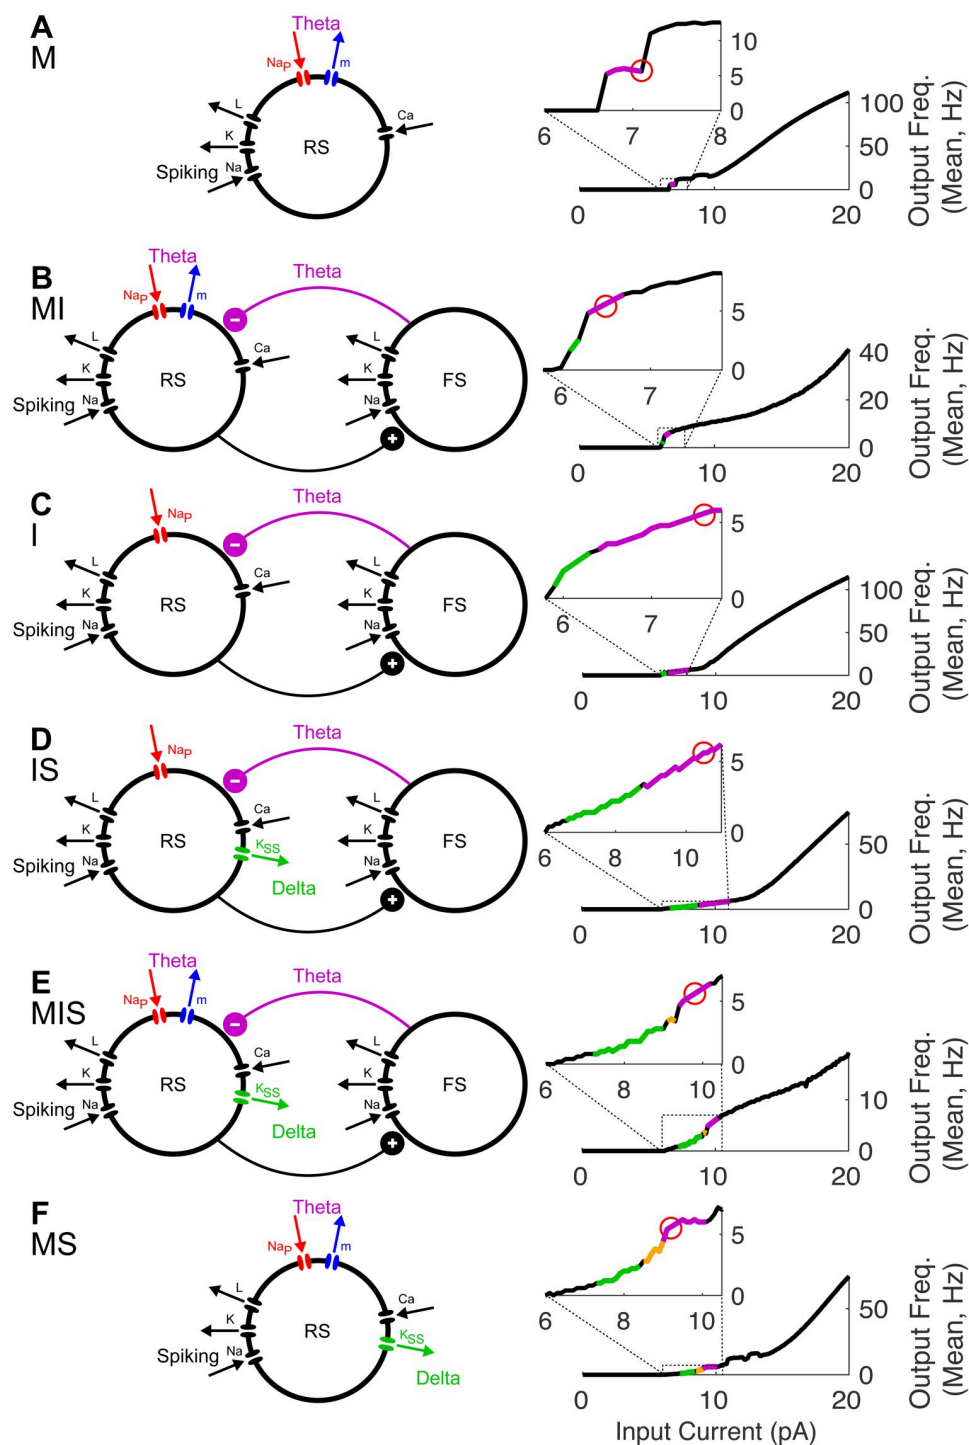 A
M
Theta
NaP
m
L
K
Na
Ca
RS
Spiking
10
5
0
6
7
8
100
50
0
0
10
20
Output Freq.
(Mean, Hz)
B
MI
Theta
NaP
m
Theta
−
L
K
Na
Ca
RS
Spiking
L
K
Na
FS
+
5
0
6
7
40
20
0
0
10
20
Output Freq.
(Mean, Hz)
C
I
NaP
Theta
−
L
K
Na
Ca
RS
Spiking
L
K
Na
FS
+
5
0
6
7
100
50
0
0
10
20
Output Freq.
(Mean, Hz)
D
IS
NaP
Theta
−
L
K
Na
Ca
KSS
Delta
RS
Spiking
L
K
Na
FS
+
5
0
6
8
10
50
0
0
10
20
Output Freq.
(Mean, Hz)
E
MIS
Theta
NaP
m
Theta
−
L
K
Na
Ca
KSS
Delta
RS
Spiking
L
K
Na
FS
+
5
0
6
8
10
10
0
0
10
20
Output Freq.
(Mean, Hz)
F
MS
Theta
NaP
m
L
K
Na
Ca
KSS
Delta
RS
Spiking
5
0
6
8
10
50
0
0
10
20
Output Freq.
(Mean, Hz)
Input Current (pA)